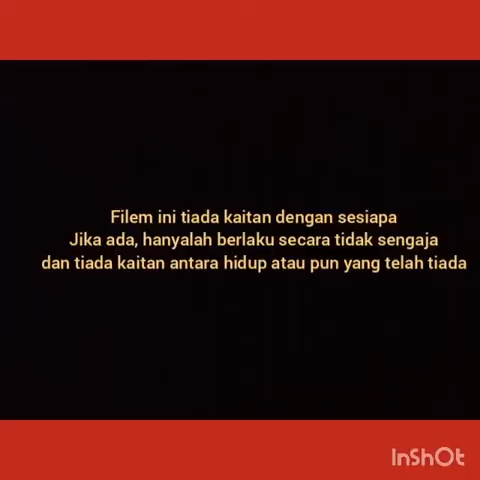 Filem ini tiada kaitan dengan sesiapa
Jika ada, hanyalah berlaku secara tidak sengaja
dan tiada kaitan antara hidup atau pun yang telah tiada
InShOt